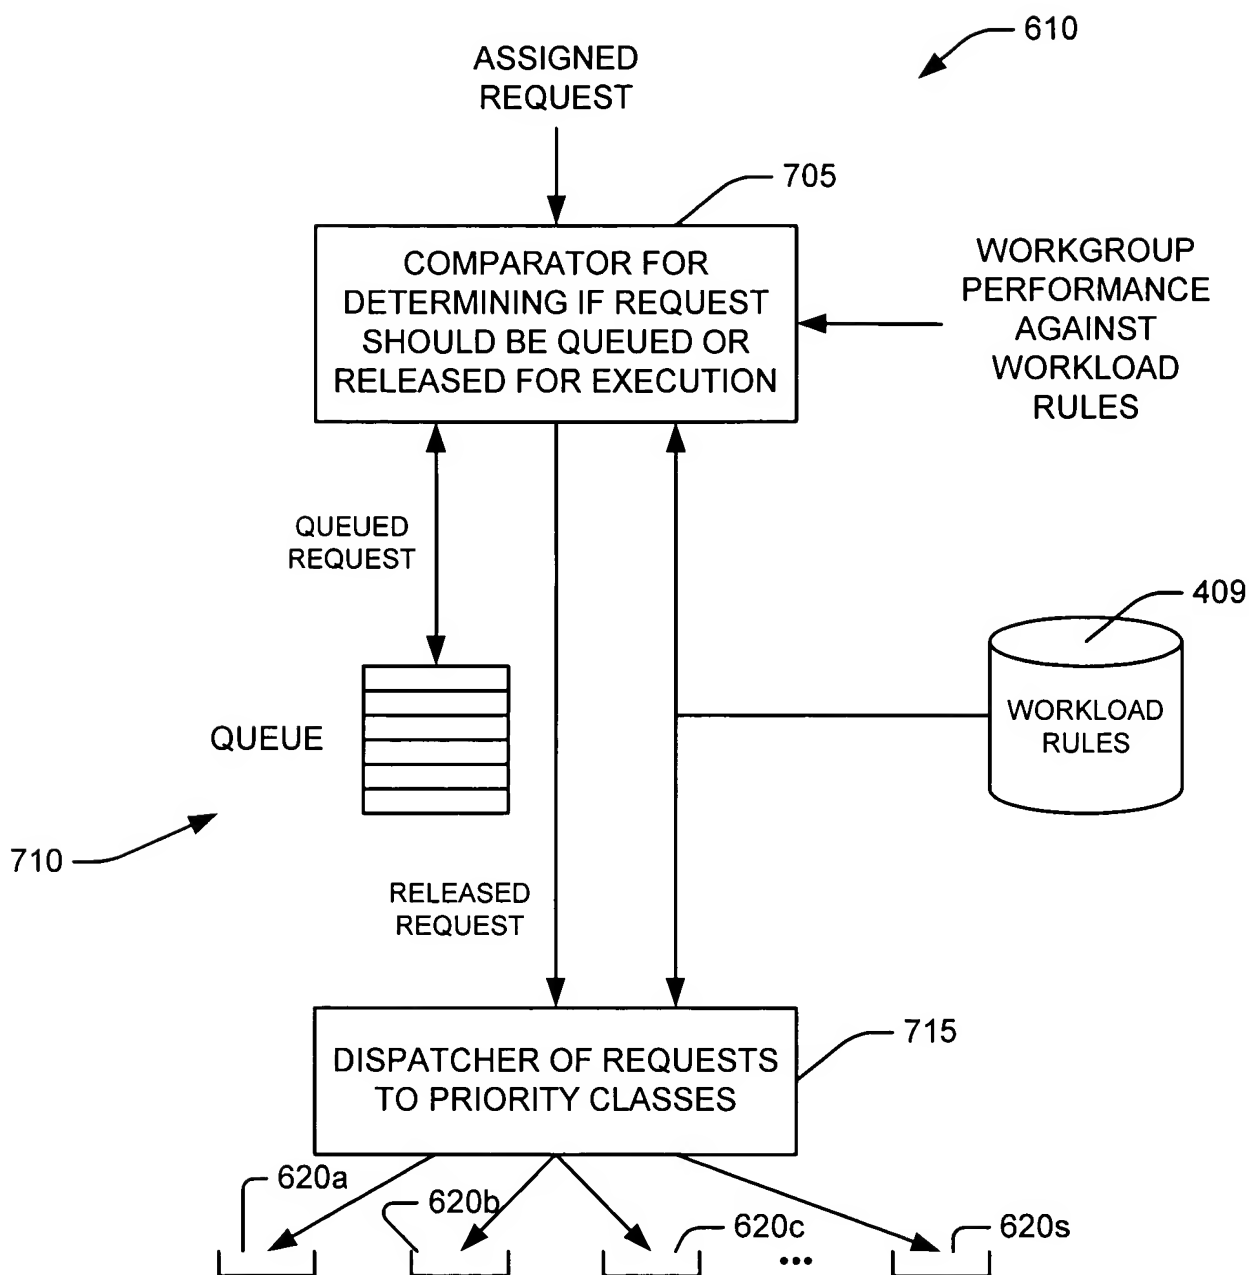 610
ASSIGNED
REQUEST
705
COMPARATOR FOR
DETERMINING IF REQUEST
SHOULD BE QUEUED OR
RELEASED FOR EXECUTION
WORKGROUP
PERFORMANCE
AGAINST
WORKLOAD
RULES
QUEUED
REQUEST
409
WORKLOAD
RULES
QUEUE
710
RELEASED
REQUEST
715
DISPATCHER OF REQUESTS
TO PRIORITY CLASSES
620a
620b
620c
...
620s